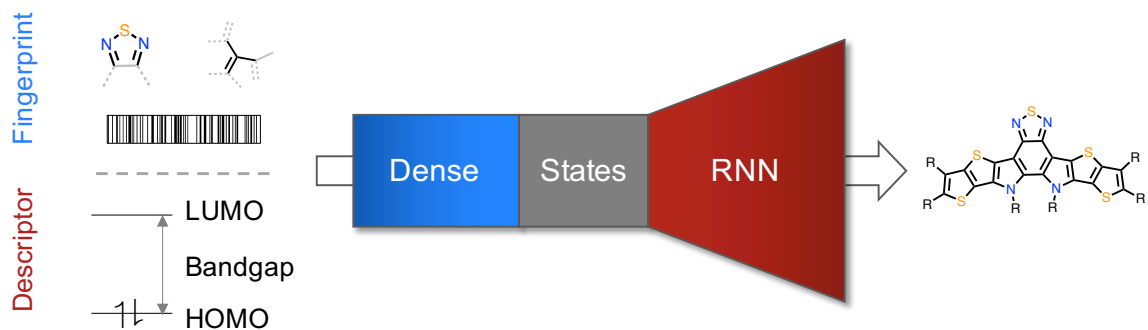 Fingerprint
S
N N
Descriptor
LUMO
Bandgap
HOMO
Dense
States
RNN
S
N N
S S
R R
R N N R
S R R S